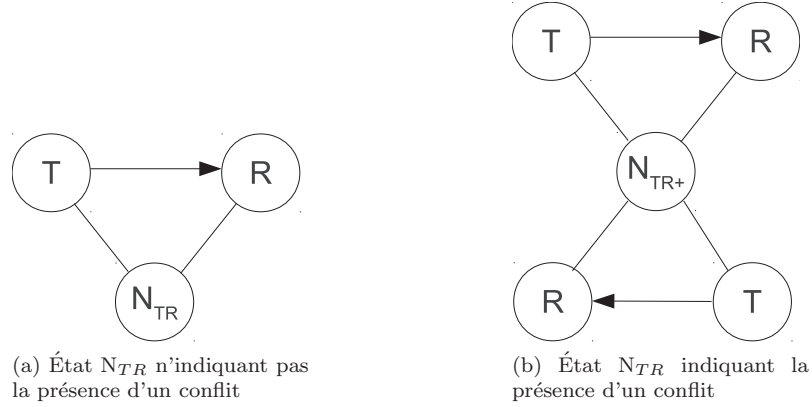 T R
N_TR
(a) État N_TR n'indiquant pas
la présence d'un conflit
T R
N_TR+
R T
(b) État N_TR indiquant la
présence d'un conflit